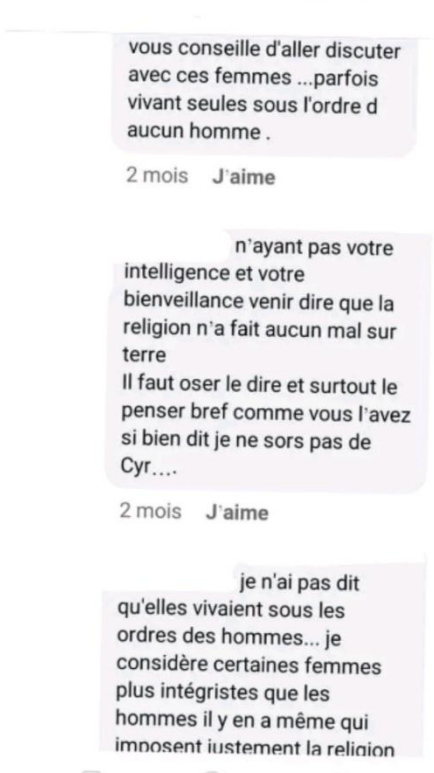 vous conseille d'aller discuter
avec ces femmes ...parfois
vivant seules sous l'ordre d
aucun homme .
2 mois J'aime
n'ayant pas votre
intelligence et votre
bienveillance venir dire que la
religion n'a fait aucun mal sur
terre
Il faut oser le dire et surtout le
penser bref comme vous l'avez
si bien dit je ne sors pas de
Cyr....
2 mois J'aime
je n'ai pas dit
qu'elles vivaient sous les
ordres des hommes... je
considère certaines femmes
plus intégristes que les
hommes il y en a même qui
imposent justement la religion